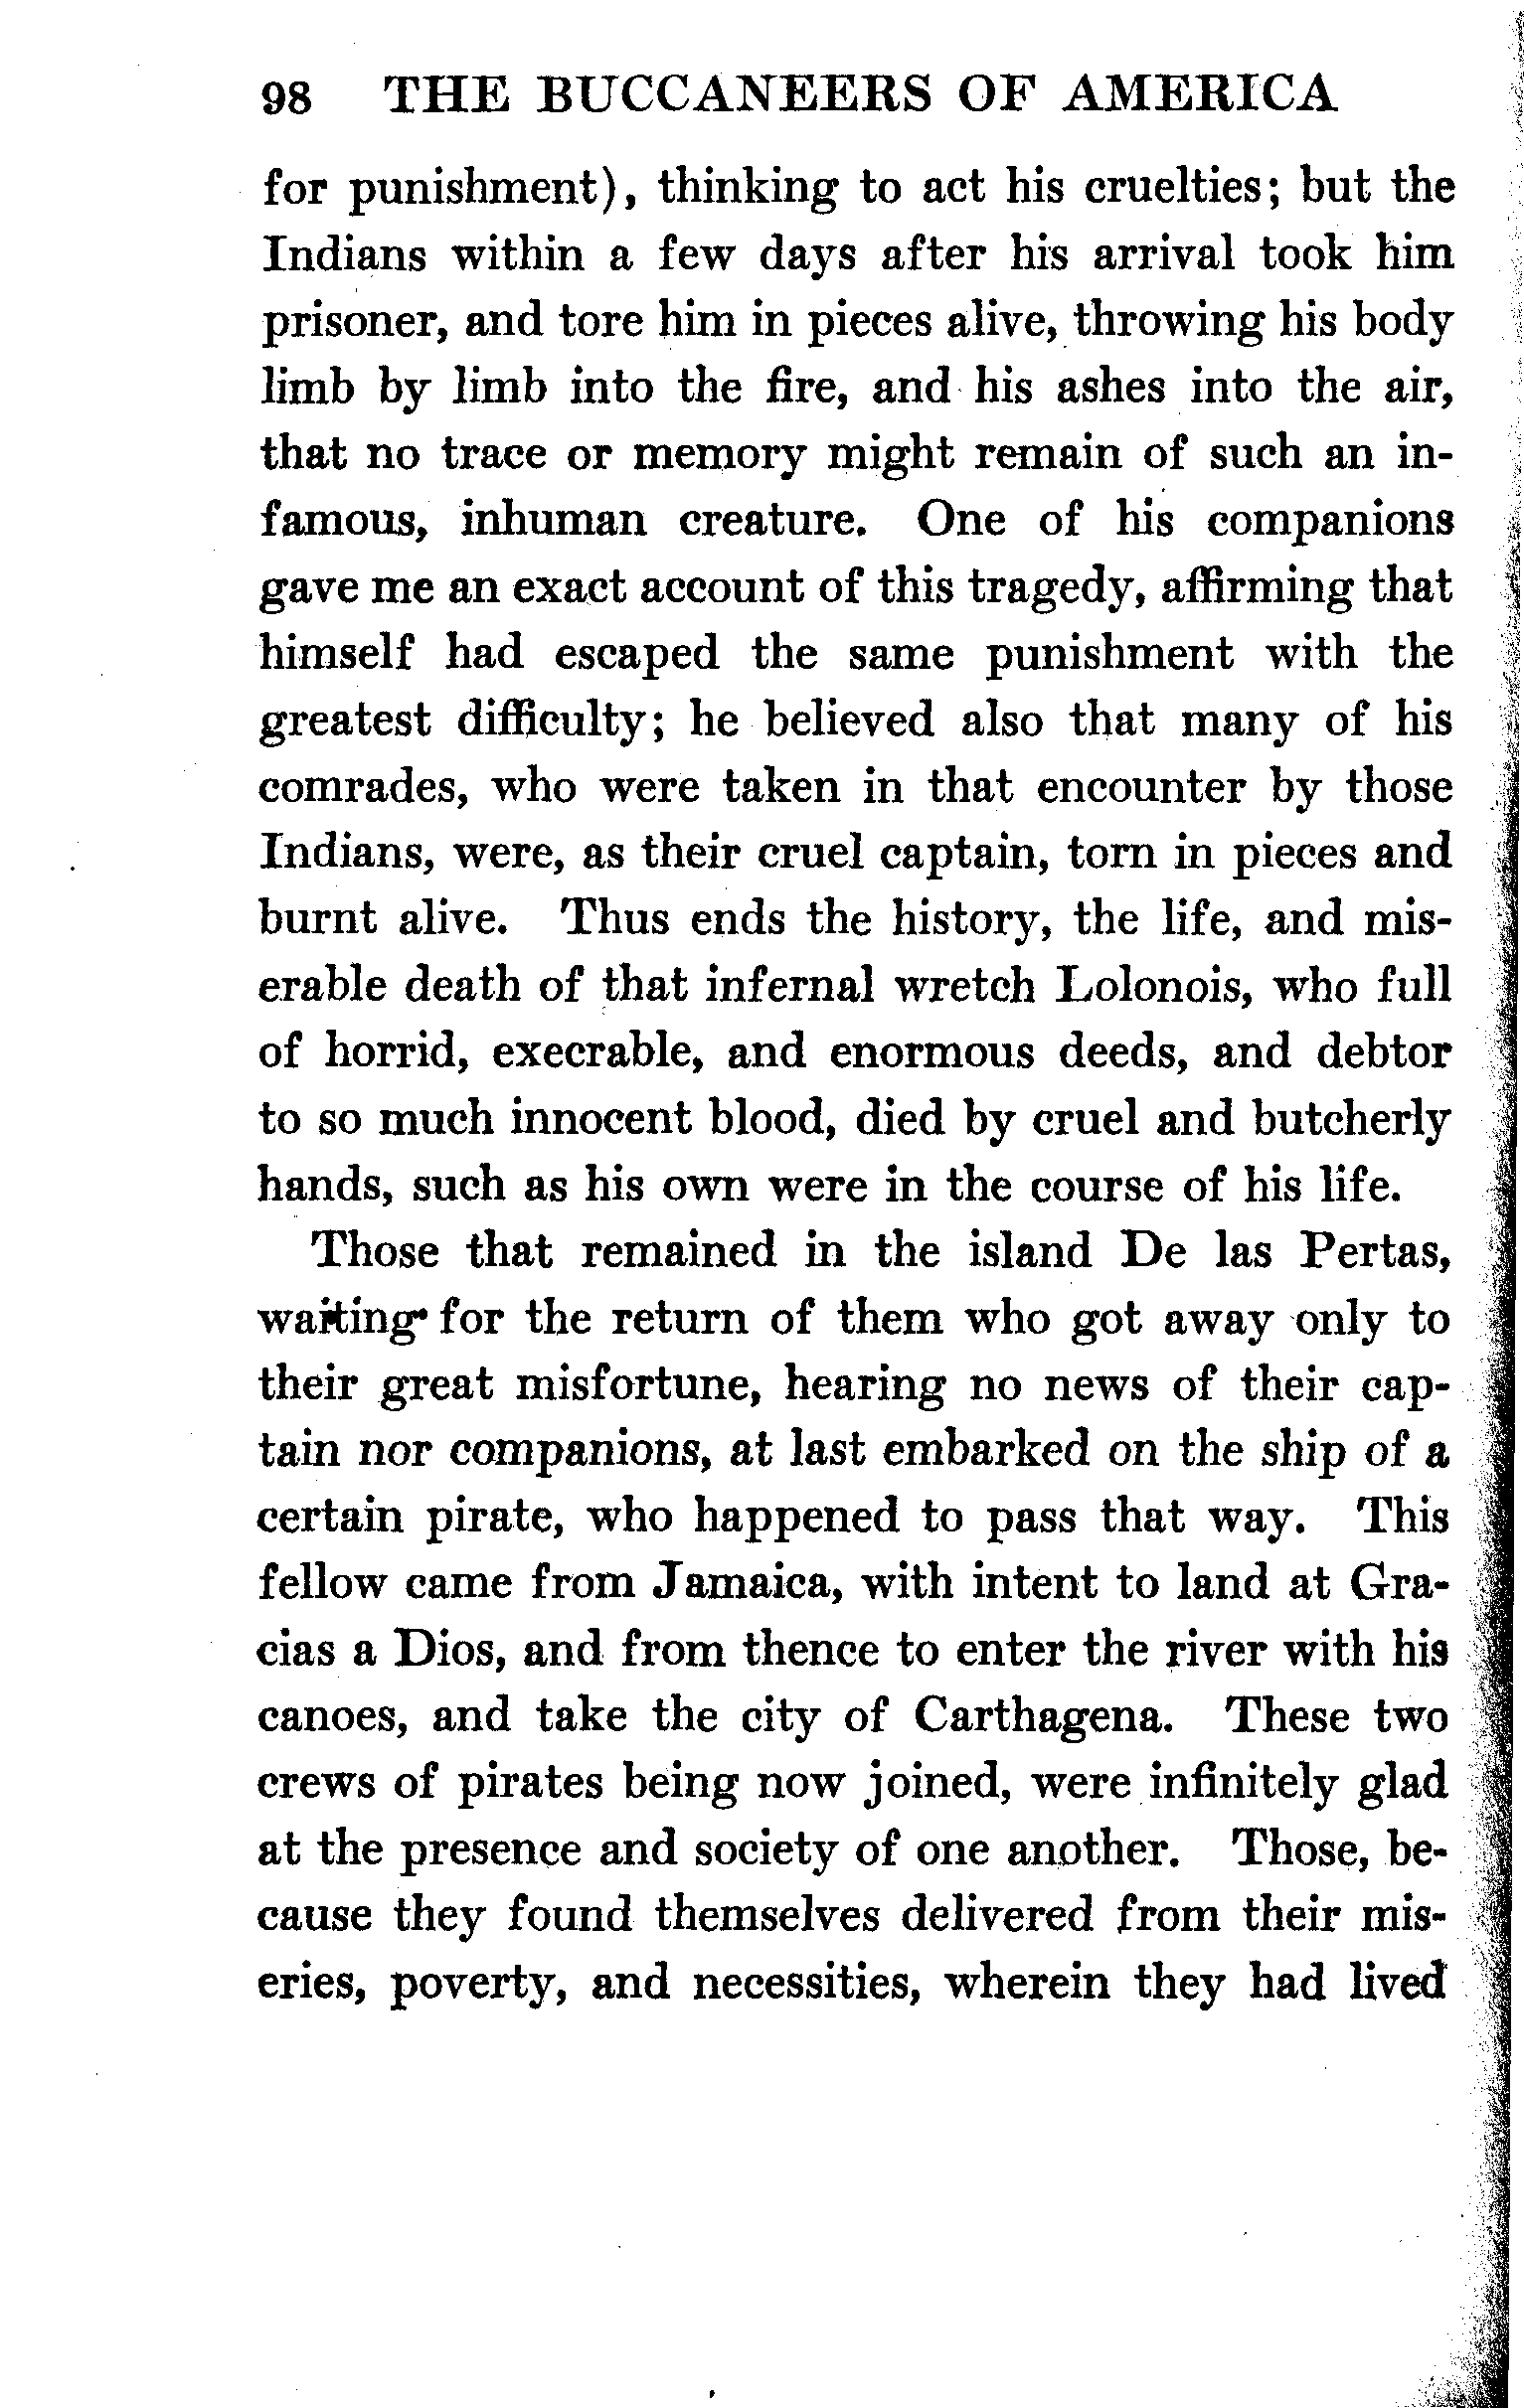 98 THE BUCCANEERS OF AMERICA
for punishment), thinking to act his cruelties; but the
Indians within a few days after his arrival took him
prisoner, and tore him in pieces alive, throwing his body
limb by limb into the fire, and his ashes into the air,
that no trace or memory might remain of such an in-
famous, inhuman creature. One of his companions
gave me an exact account of this tragedy, affirming that
himself had escaped the same punishment with the
greatest difficulty; he believed also that many of his
comrades, who were taken in that encounter by those
Indians, were, as their cruel captain, torn in pieces and
burnt alive. Thus ends the history, the life, and mis-
erable death of that infernal wretch Lolonois, who full
of horrid, execrable, and enormous deeds, and debtor
to so much innocent blood, died by cruel and butcherly
hands, such as his own were in the course of his life.
Those that remained in the island De las Pertas,
waiting for the return of them who got away only to
their great misfortune, hearing no news of their cap-
tain nor companions, at last embarked on the ship of a
certain pirate, who happened to pass that way. This
fellow came from Jamaica, with intent to land at Gra-
cias a Dios, and from thence to enter the river with his
canoes, and take the city of Carthagena. These two
crews of pirates being now joined, were infinitely glad
at the presence and society of one another. Those, be-
cause they found themselves delivered from their mis-
eries, poverty, and necessities, wherein they had lived